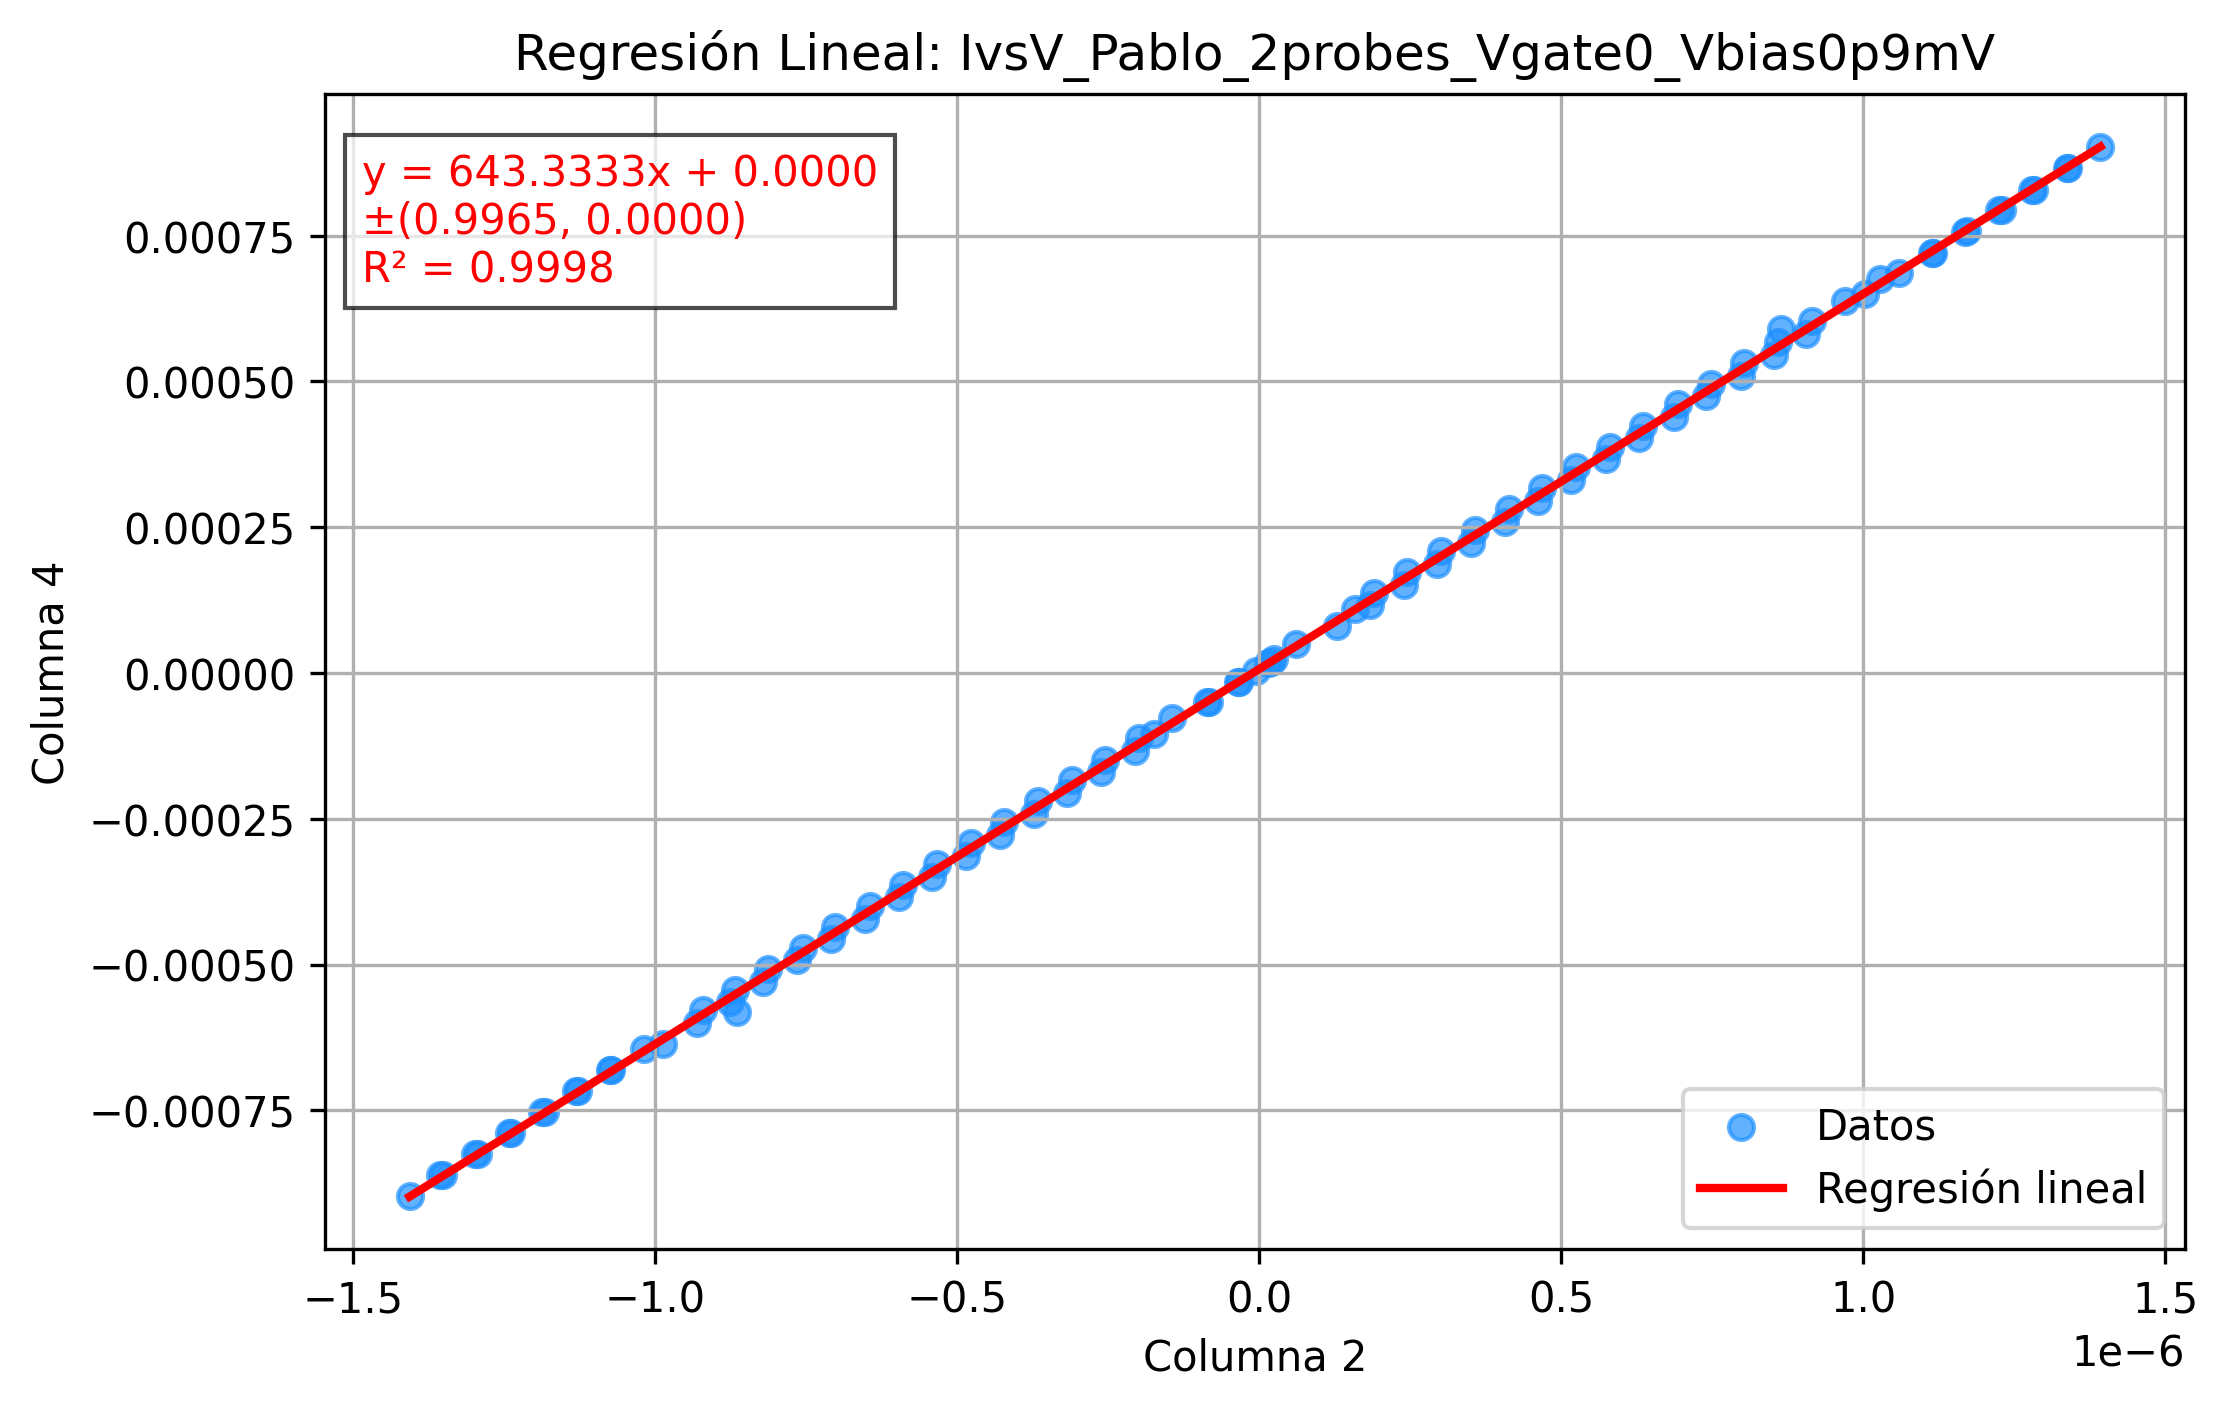 Regresión Lineal: IvsV_Pablo_2probes_Vgate0_Vbias0p9mV
y = 643.3333x + 0.0000
±(0.9965, 0.0000)
R² = 0.9998
Columna 4
0.00075
0.00050
0.00025
0.00000
−0.00025
−0.00050
−0.00075
Datos
Regresión lineal
−1.5 −1.0 −0.5 0.0 0.5 1.0 1.5
1e−6
Columna 2